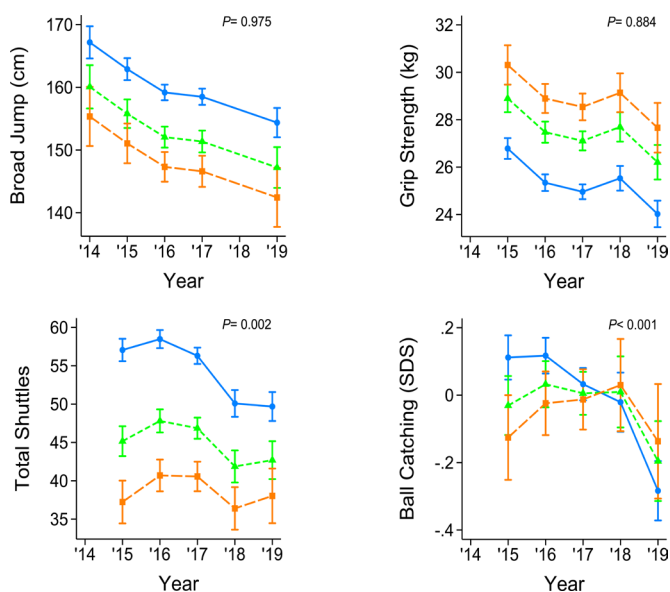 P= 0.975
Broad Jump (cm)
170
160
150
140
'14 '15 '16 '17 '18 '19
Year
P= 0.884
Grip Strength (kg)
32
30
28
26
24
'14 '15 '16 '17 '18 '19
Year
P= 0.002
Total Shuttles
60
55
50
45
40
35
'14 '15 '16 '17 '18 '19
Year
P< 0.001
Ball Catching (SDS)
.2
0
-.2
-.4
'14 '15 '16 '17 '18 '19
Year